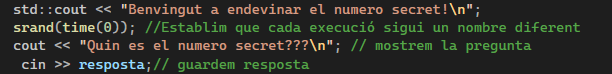 std::cout << "Benvingut a endevinar el numero secret!\n";
srand(time(0)); //Establim que cada execució sigui un nombre diferent
cout << "Quin es el numero secret???\n"; // mostrem la pregunta
cin >> resposta;// guardem resposta